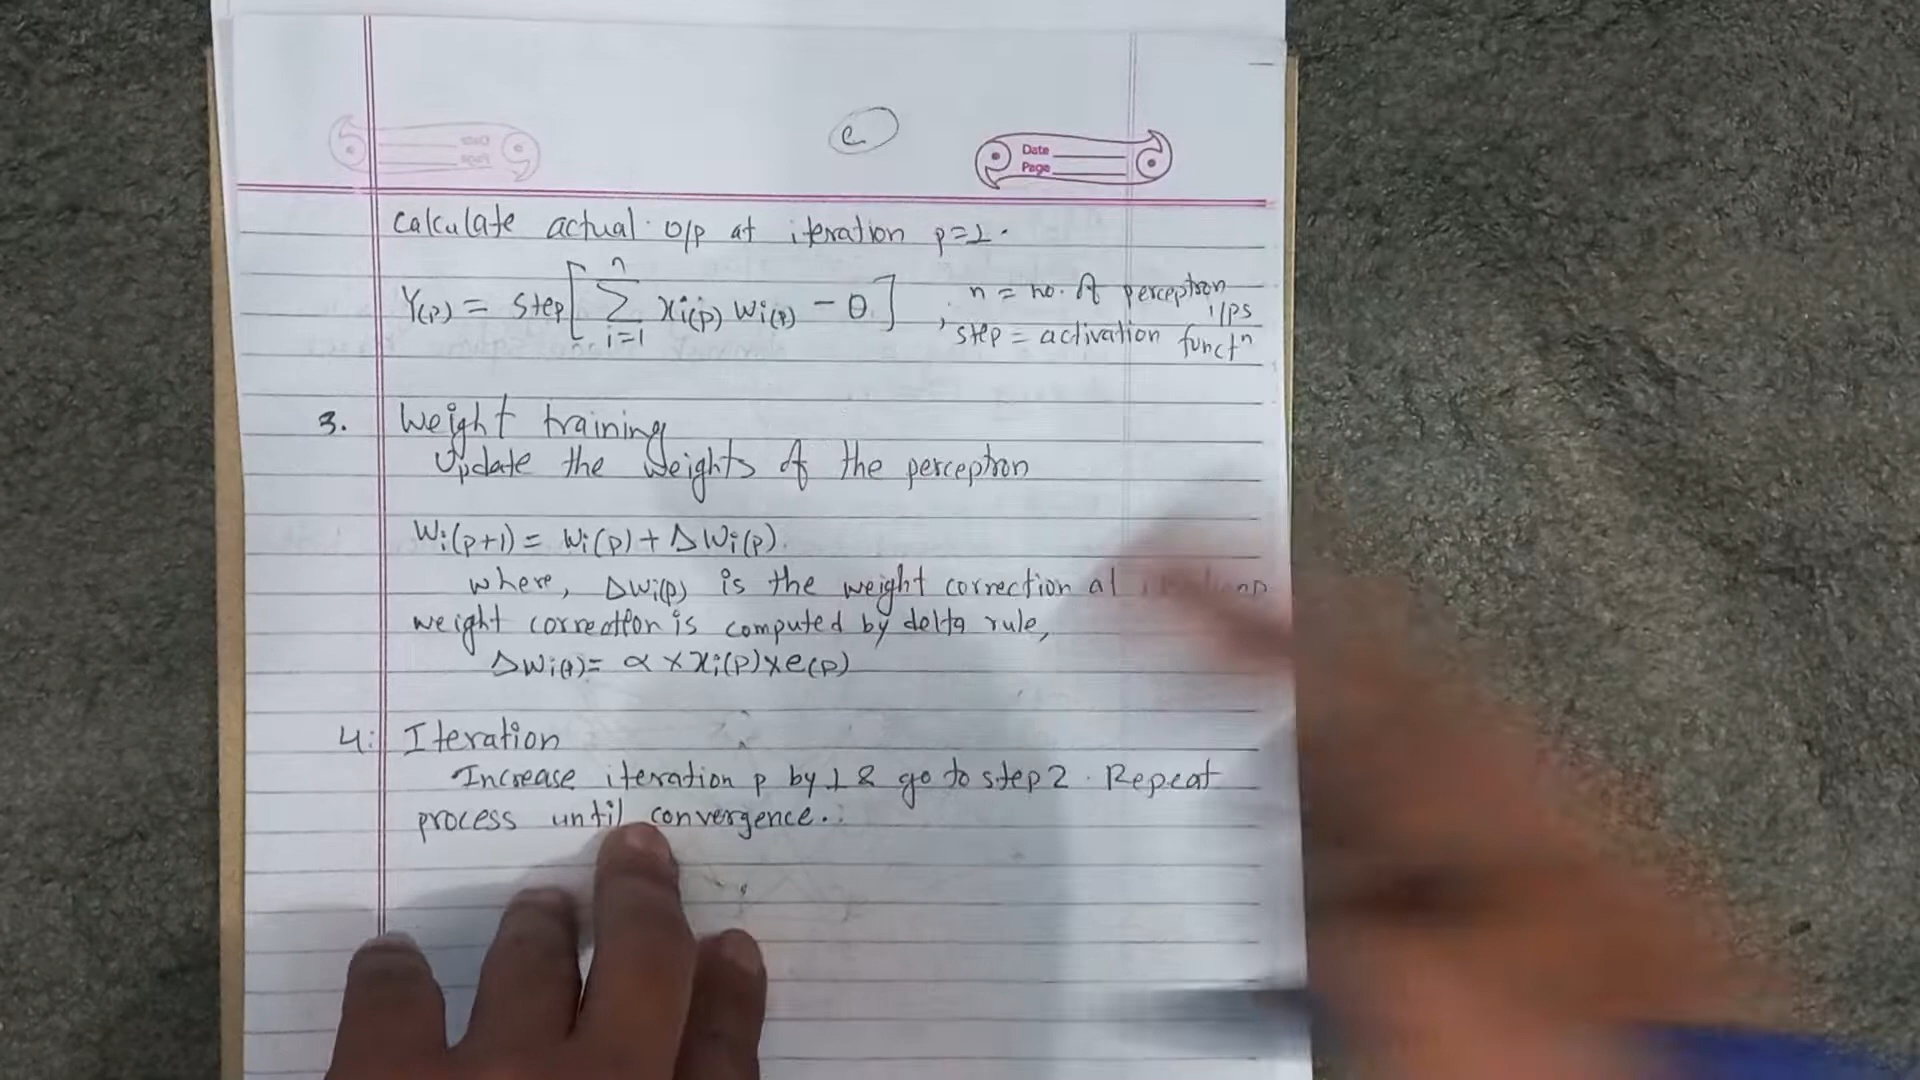 e
Date
Page
Calculate actual o/p at iteration p=1.
Y(p) = step[ n∑i=1 xi(p) wi(p) - θ ] , n = no. of perceptron i/ps
step = activation functⁿ
3. Weight training
Update the weights of the perceptron
Wi(p+1) = Wi(p) + ΔWi(p).
where, ΔWi(p) is the weight correction at
weight correction is computed by delta rule,
ΔWi(p) = α × xi(p) × e(p)
4. Iteration
Increase iteration p by 1 & go to step 2. Repeat
process until convergence.